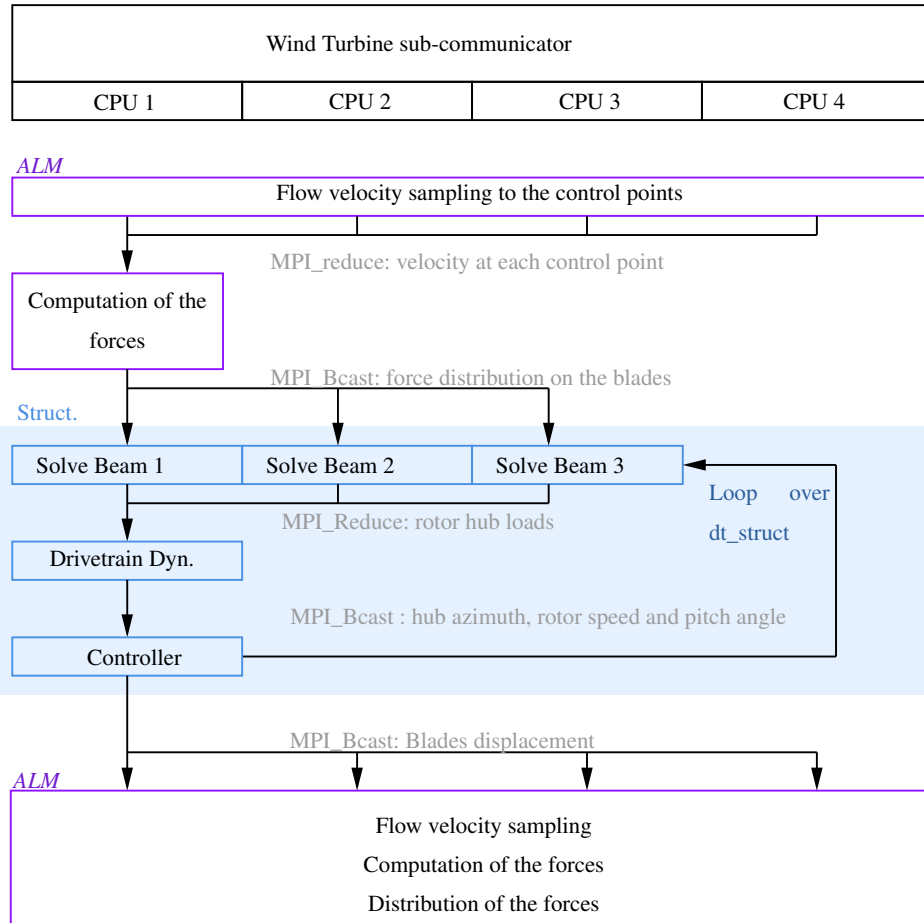 Wind Turbine sub-communicator
CPU 1 CPU 2 CPU 3 CPU 4
ALM
Flow velocity sampling to the control points
MPI_reduce: velocity at each control point
Computation of the
forces
MPI_Bcast: force distribution on the blades
Struct.
Solve Beam 1 Solve Beam 2 Solve Beam 3
Loop over
dt_struct
MPI_Reduce: rotor hub loads
Drivetrain Dyn.
MPI_Bcast : hub azimuth, rotor speed and pitch angle
Controller
MPI_Bcast: Blades displacement
ALM
Flow velocity sampling
Computation of the forces
Distribution of the forces